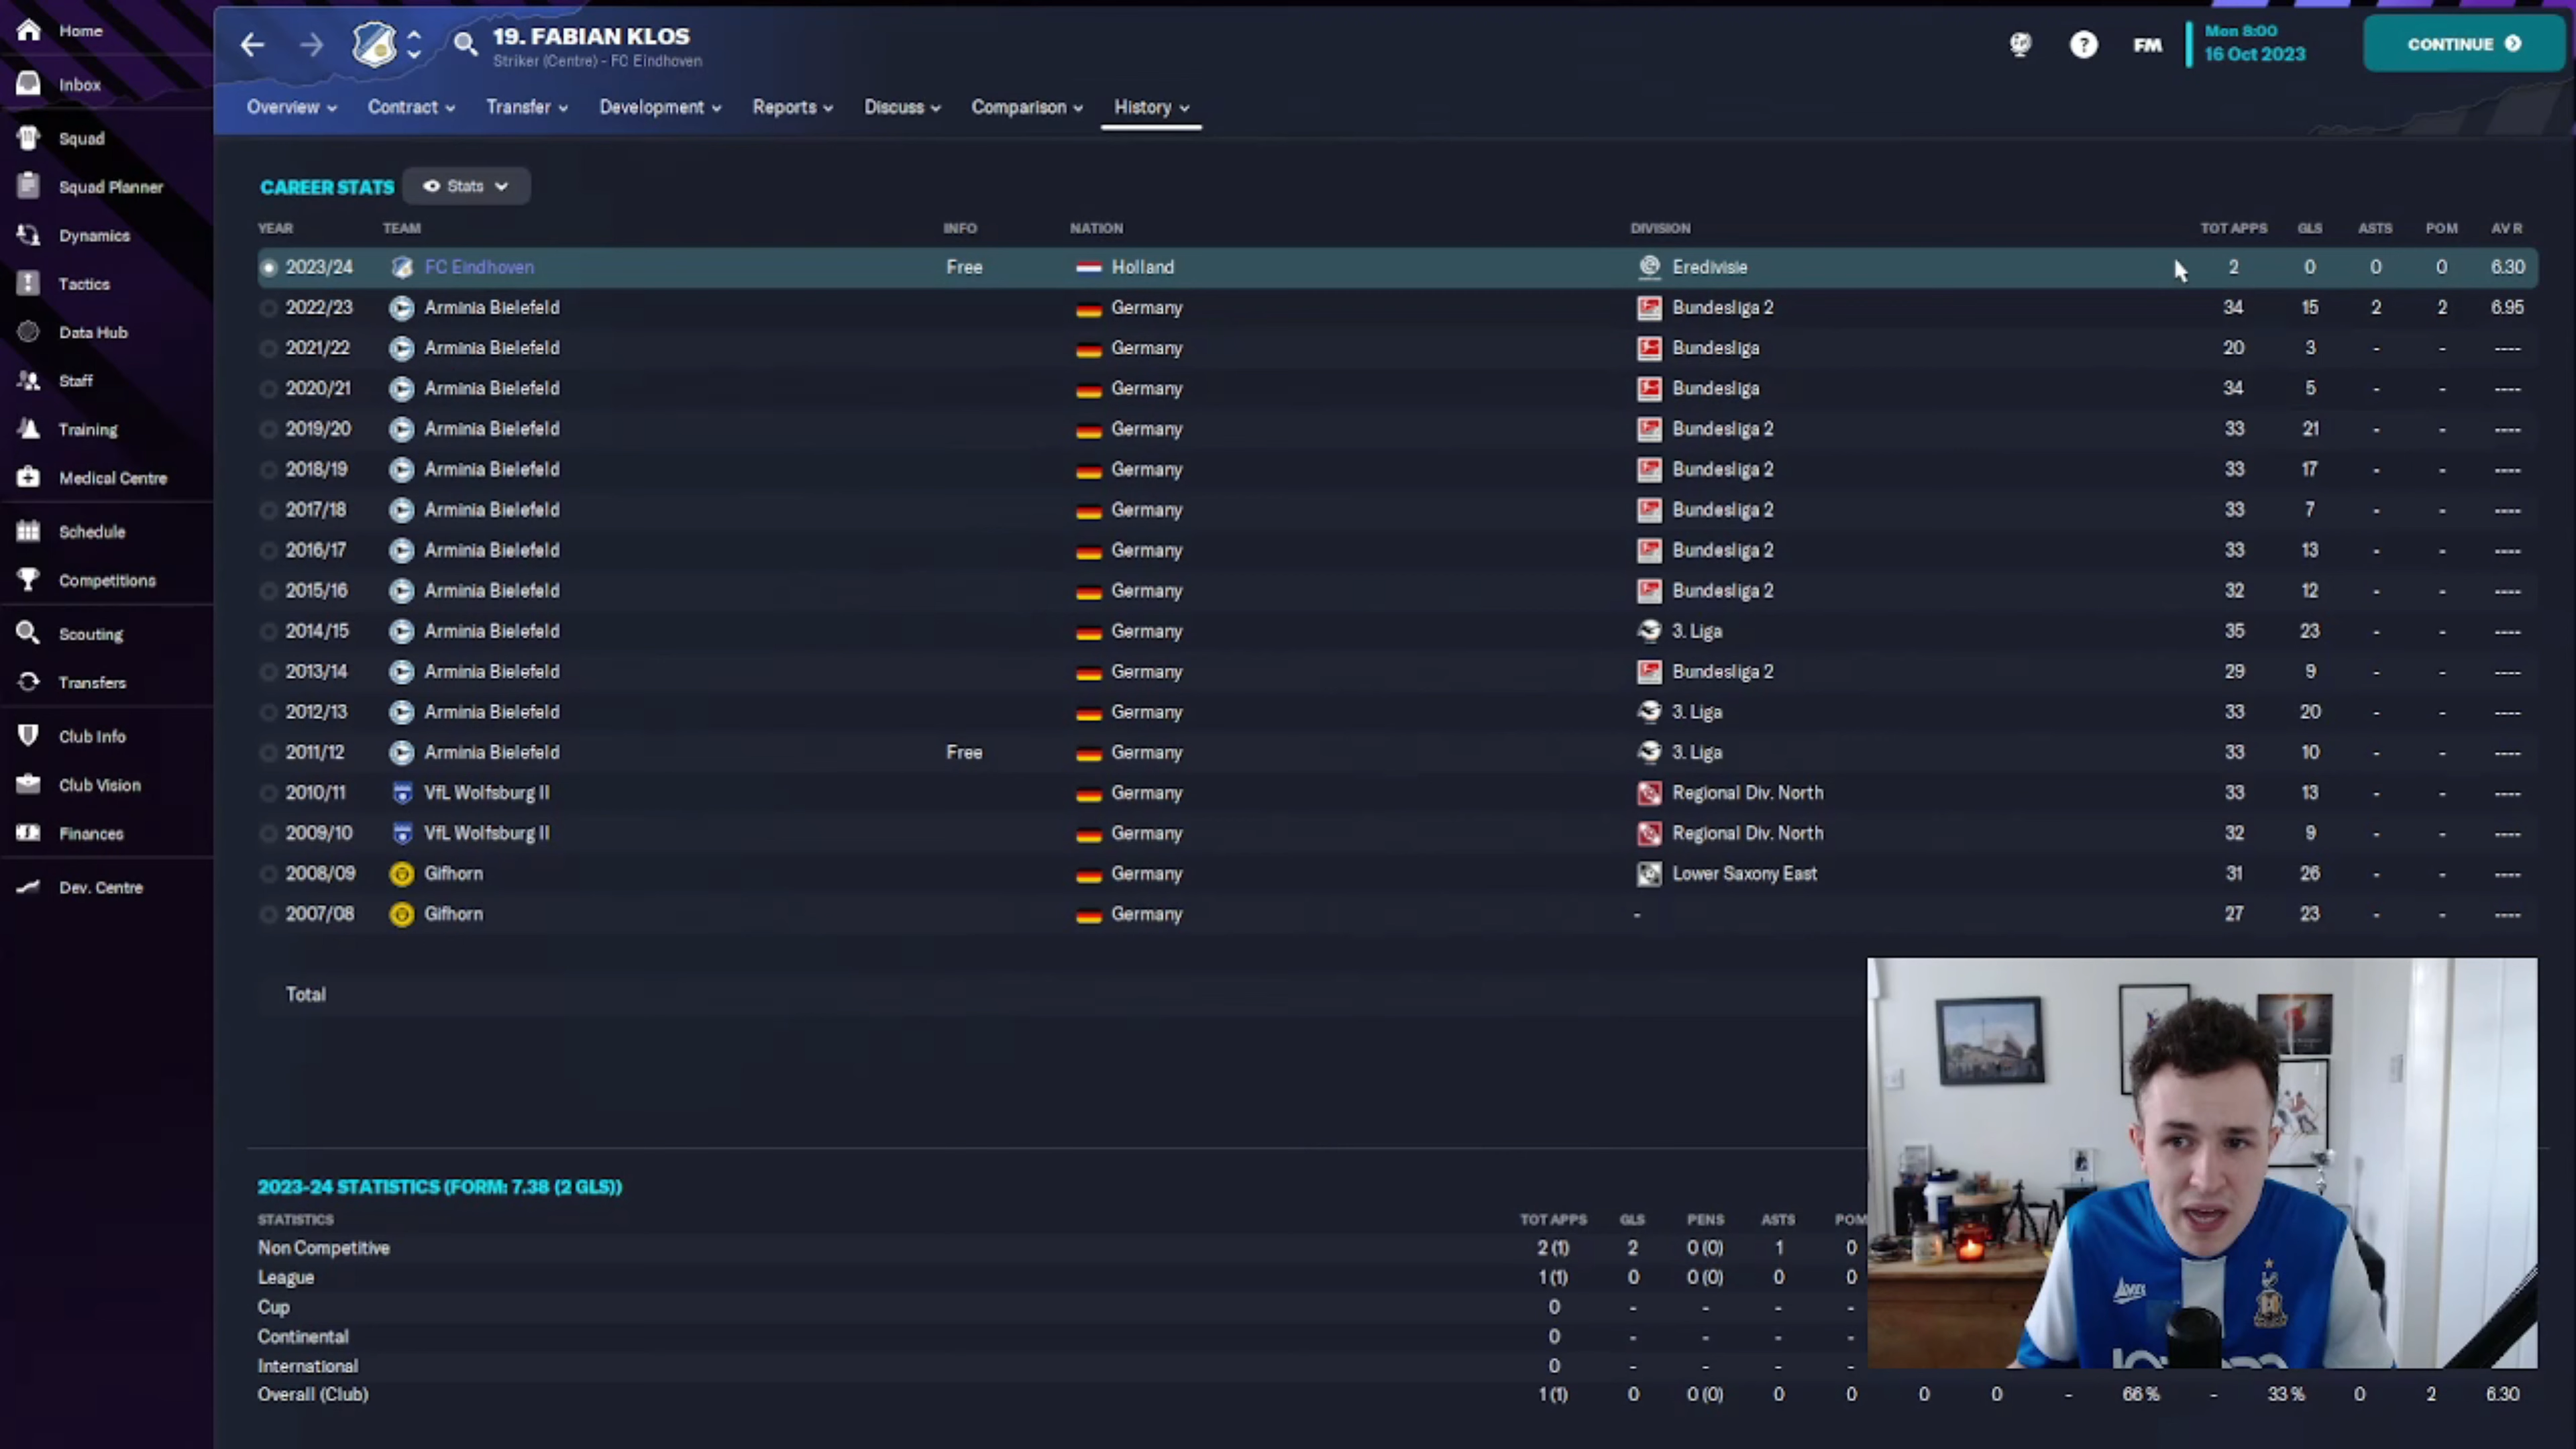 Home
Inbox
Squad
Squad Planner
Dynamics
Tactics
Data Hub
Staff
Training
Medical Centre
Schedule
Competitions
Scouting
Transfers
Club Info
Club Vision
Finances
Dev. Centre
19. FABIAN KLOS
Striker (Centre) - FC Eindhoven
? FM Mon 8:00
16 Oct 2023
CONTINUE
Overview Contract Transfer Development Reports Discuss Comparison History
CAREER STATS Stats
YEAR TEAM INFO NATION DIVISION TOT APPS GLS ASTS POM AV R
2023/24 FC Eindhoven Free Holland Eredivisie 2 0 0 0 6.30
2022/23 Arminia Bielefeld Germany Bundesliga 2 34 15 2 2 6.95
2021/22 Arminia Bielefeld Germany Bundesliga 20 3 - - ----
2020/21 Arminia Bielefeld Germany Bundesliga 34 5 - - ----
2019/20 Arminia Bielefeld Germany Bundesliga 2 33 21 - - ----
2018/19 Arminia Bielefeld Germany Bundesliga 2 33 17 - - ----
2017/18 Arminia Bielefeld Germany Bundesliga 2 33 7 - - ----
2016/17 Arminia Bielefeld Germany Bundesliga 2 33 13 - - ----
2015/16 Arminia Bielefeld Germany Bundesliga 2 32 12 - - ----
2014/15 Arminia Bielefeld Germany 3. Liga 35 23 - - ----
2013/14 Arminia Bielefeld Germany Bundesliga 2 29 9 - - ----
2012/13 Arminia Bielefeld Germany 3. Liga 33 20 - - ----
2011/12 Arminia Bielefeld Free Germany 3. Liga 33 10 - - ----
2010/11 VfL Wolfsburg II Germany Regional Div. North 33 13 - - ----
2009/10 VfL Wolfsburg II Germany Regional Div. North 32 9 - - ----
2008/09 Gifhorn Germany Lower Saxony East 31 26 - - ----
2007/08 Gifhorn Germany - 27 23 - - ----
Total
2023-24 STATISTICS (FORM: 7.38 (2 GLS))
STATISTICS TOT APPS GLS PENS ASTS POM
Non Competitive 2 (1) 2 0 (0) 1 0
League 1 (1) 0 0 (0) 0 0
Cup 0 - - - -
Continental 0 - - - -
International 0 - - - -
Overall (Club) 1 (1) 0 0 (0) 0 0 0 0 - 66 % - 33 % 0 2 6.30